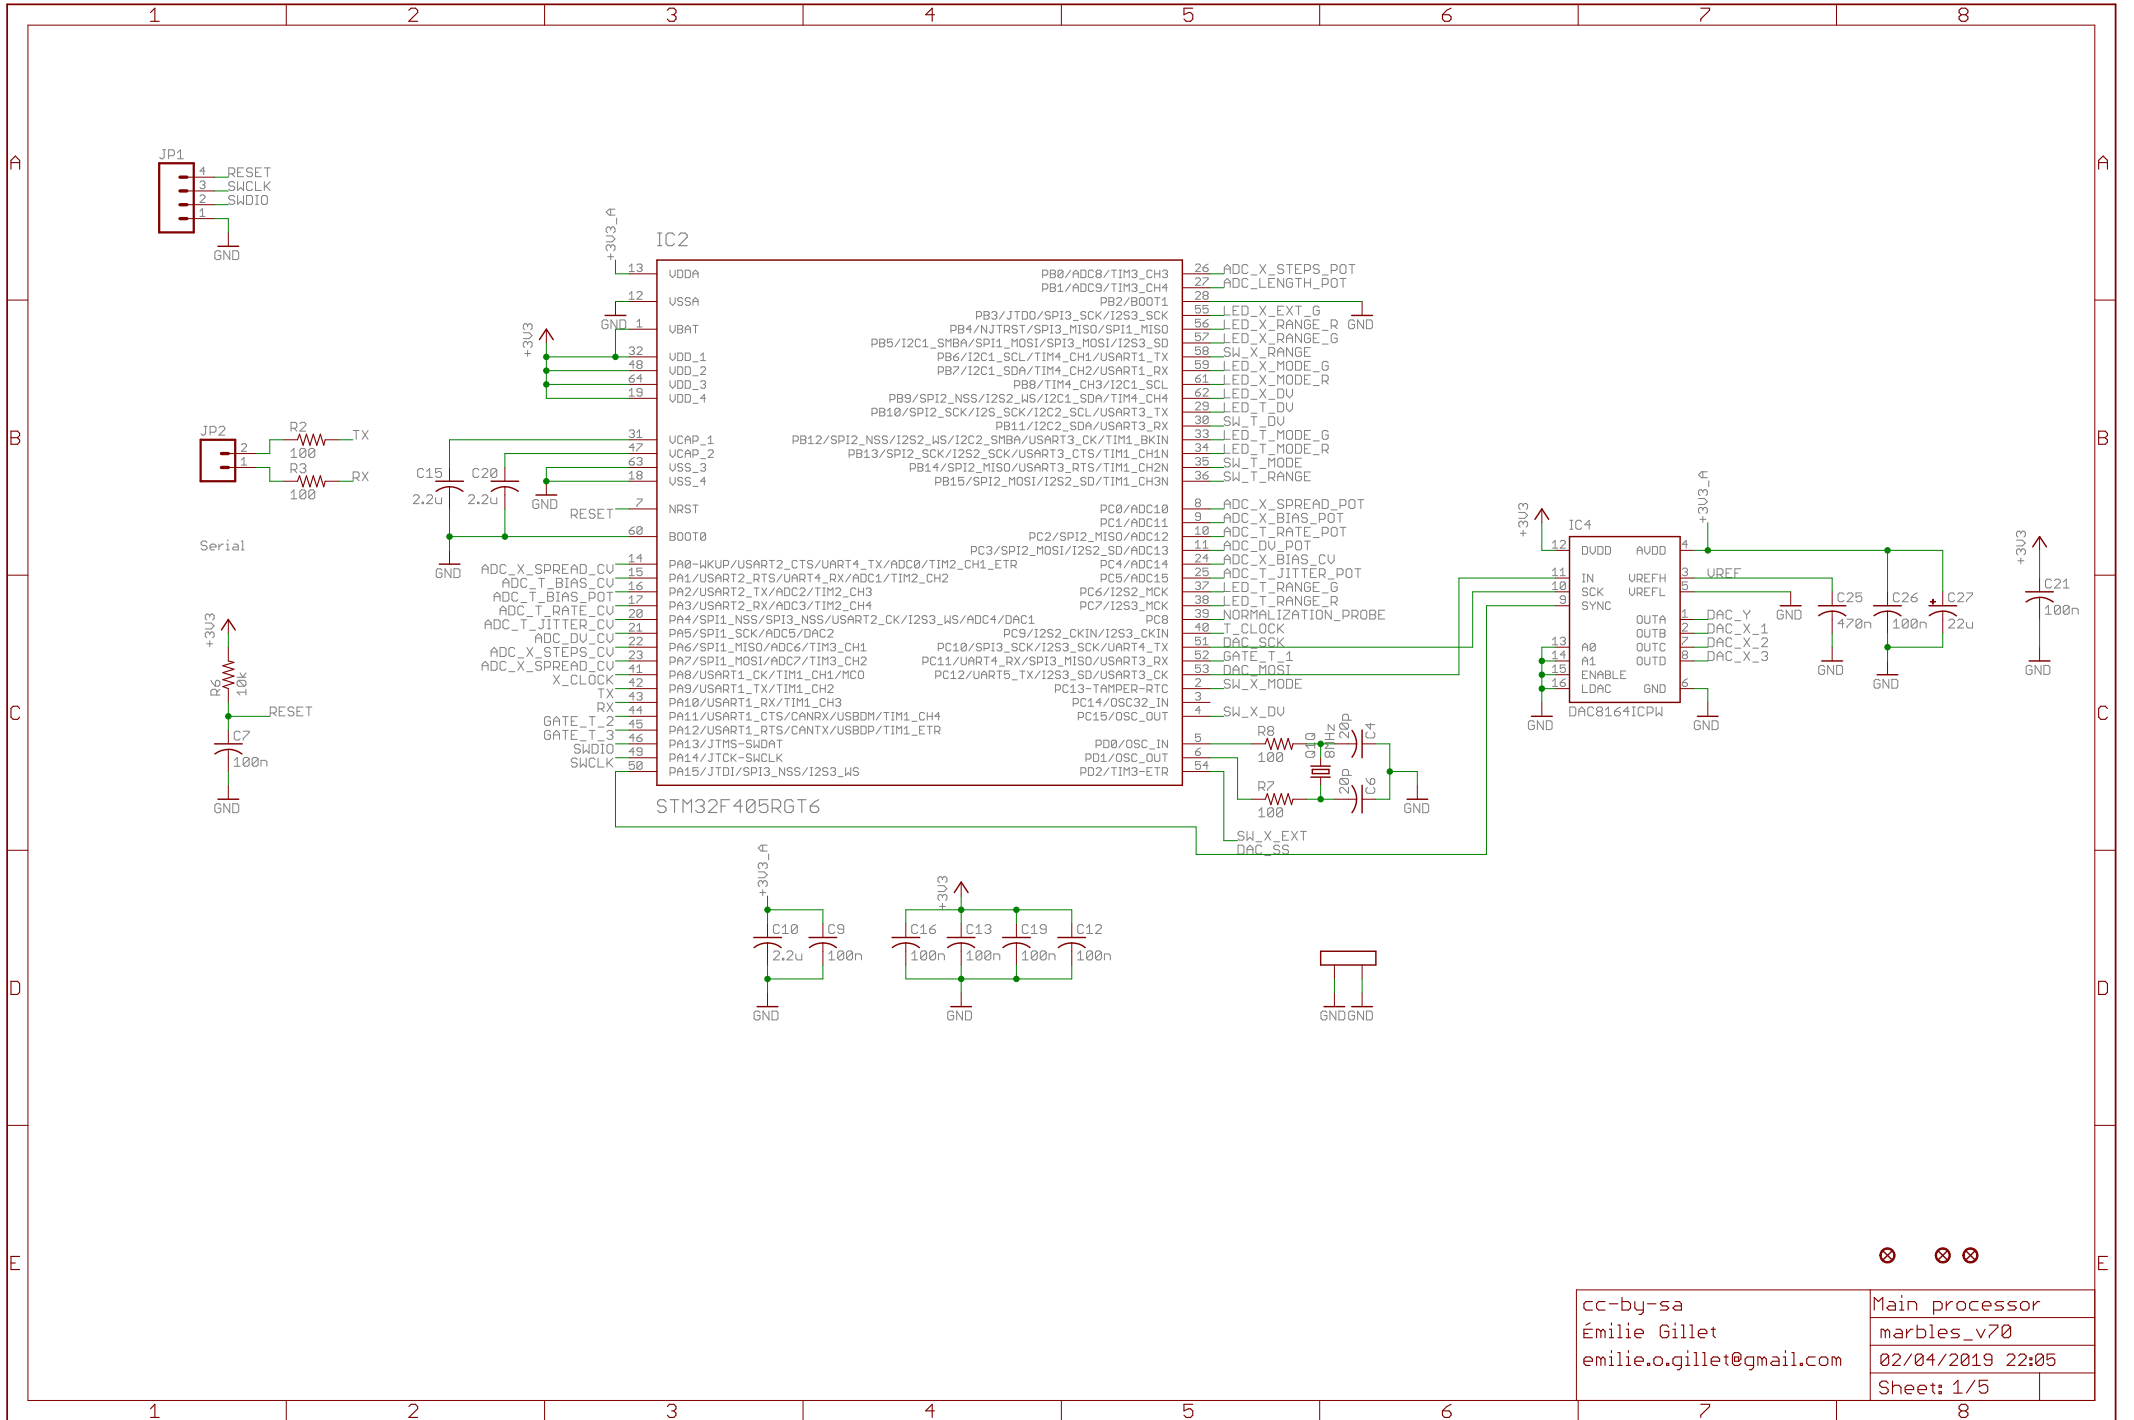 1 2 3 4 5 6 7 8
A A
JP1
4 RESET
3 SWCLK
2 SWDIO
1
GND
+3V3_A
IC2
13 VDDA
12 VSSA
GND
1 VBAT
+3V3
32 VDD_1
48 VDD_2
64 VDD_3
19 VDD_4
31 VCAP_1
47 VCAP_2
63 VSS_3
18 VSS_4
GND
C15
2.2u
C20
2.2u
RESET 7 NRST
60 BOOT0
GND
14 PA0-WKUP/USART2_CTS/UART4_TX/ADC0/TIM2_CH1_ETR
ADC_X_SPREAD_CV 15 PA1/USART2_RTS/UART4_RX/ADC1/TIM2_CH2
ADC_T_BIAS_CV 16 PA2/USART2_TX/ADC2/TIM2_CH3
ADC_T_BIAS_POT 17 PA3/USART2_RX/ADC3/TIM2_CH4
ADC_T_RATE_CV 20 PA4/SPI1_NSS/SPI3_NSS/USART2_CK/I2S3_WS/ADC4/DAC1
ADC_T_JITTER_CV 21 PA5/SPI1_SCK/ADC5/DAC2
ADC_DV_CV 22 PA6/SPI1_MISO/ADC6/TIM3_CH1
ADC_X_STEPS_CV 23 PA7/SPI1_MOSI/ADC7/TIM3_CH2
ADC_X_SPREAD_CV 41 PA8/USART1_CK/TIM1_CH1/MCO
X_CLOCK 42 PA9/USART1_TX/TIM1_CH2
TX 43 PA10/USART1_RX/TIM1_CH3
RX 44 PA11/USART1_CTS/CANRX/USBDM/TIM1_CH4
GATE_T_2 45 PA12/USART1_RTS/CANTX/USBDP/TIM1_ETR
GATE_T_3 46 PA13/JTMS-SWDAT
SWDIO 49 PA14/JTCK-SWCLK
SWCLK 50 PA15/JTDI/SPI3_NSS/I2S3_WS
STM32F405RGT6
PB0/ADC8/TIM3_CH3 26 ADC_X_STEPS_POT
PB1/ADC9/TIM3_CH4 27 ADC_LENGTH_POT
PB2/BOOT1 28
GND
PB3/JTDO/SPI3_SCK/I2S3_SCK 55 LED_X_EXT_G
PB4/NJTRST/SPI3_MISO/SPI1_MISO 56 LED_X_RANGE_R
PB5/I2C1_SMBA/SPI1_MOSI/SPI3_MOSI/I2S3_SD 57 LED_X_RANGE_G
PB6/I2C1_SCL/TIM4_CH1/USART1_TX 58 SW_X_RANGE
PB7/I2C1_SDA/TIM4_CH2/USART1_RX 59 LED_X_MODE_G
PB8/TIM4_CH3/I2C1_SCL 61 LED_X_MODE_R
PB9/SPI2_NSS/I2S2_WS/I2C1_SDA/TIM4_CH4 62 LED_X_DV
PB10/SPI2_SCK/I2S_SCK/I2C2_SCL/USART3_TX 29 LED_T_DV
PB11/I2C2_SDA/USART3_RX 30 SW_T_DV
PB12/SPI2_NSS/I2S2_WS/I2C2_SMBA/USART3_CK/TIM1_BKIN 33 LED_T_MODE_G
PB13/SPI2_SCK/I2S2_SCK/USART3_CTS/TIM1_CH1N 34 LED_T_MODE_R
PB14/SPI2_MISO/USART3_RTS/TIM1_CH2N 35 SW_T_MODE
PB15/SPI2_MOSI/I2S2_SD/TIM1_CH3N 36 SW_T_RANGE
PC0/ADC10 8 ADC_X_SPREAD_POT
PC1/ADC11 9 ADC_X_BIAS_POT
PC2/SPI2_MISO/ADC12 10 ADC_T_RATE_POT
PC3/SPI2_MOSI/I2S2_SD/ADC13 11 ADC_DV_POT
PC4/ADC14 24 ADC_X_BIAS_CV
PC5/ADC15 25 ADC_T_JITTER_POT
PC6/I2S2_MCK 37 LED_T_RANGE_G
PC7/I2S3_MCK 38 LED_T_RANGE_R
PC8 39 NORMALIZATION_PROBE
PC9/I2S2_CKIN/I2S3_CKIN 40 T_CLOCK
PC10/SPI3_SCK/I2S3_SCK/UART4_TX 51 DAC_SCK
PC11/UART4_RX/SPI3_MISO/USART3_RX 52 GATE_T_1
PC12/UART5_TX/I2S3_SD/USART3_CK 53 DAC_MOSI
PC13-TAMPER-RTC 2 SW_X_MODE
PC14/OSC32_IN 3
PC15/OSC_OUT 4 SW_X_DV
PD0/OSC_IN 5
PD1/OSC_OUT 6
PD2/TIM3-ETR 54
R8
100
R7
100
Q1Q
8MHz
20p C4
20p C6
GND
SW_X_EXT
DAC_SS
B B
JP2
2
1
R2
100
TX
R3
100
RX
Serial
+3V3
R6
10k
RESET
C7
100n
GND
+3V3
+3V3_A
IC4
12 DVDD AVDD 4
11 IN VREFH 3 VREF
10 SCK VREFL 5
9 SYNC
GND
OUTA 1 DAC_Y
OUTB 2 DAC_X_1
13 A0 OUTC 7 DAC_X_2
14 A1 OUTD 8 DAC_X_3
15 ENABLE
16 LDAC GND 6
DAC8164ICPW
GND
GND
C25
470n
GND
C26
100n
GND
C27
22u
+
+3V3
C21
100n
GND
C C
+3V3_A
C10
2.2u
C9
100n
GND
+3V3
C16
100n
C13
100n
C19
100n
C12
100n
GND
GND GND
D D
E E
cc-by-sa
Émilie Gillet
emilie.o.gillet@gmail.com
Main processor
marbles_v70
02/04/2019 22:05
Sheet: 1/5
1 2 3 4 5 6 7 8